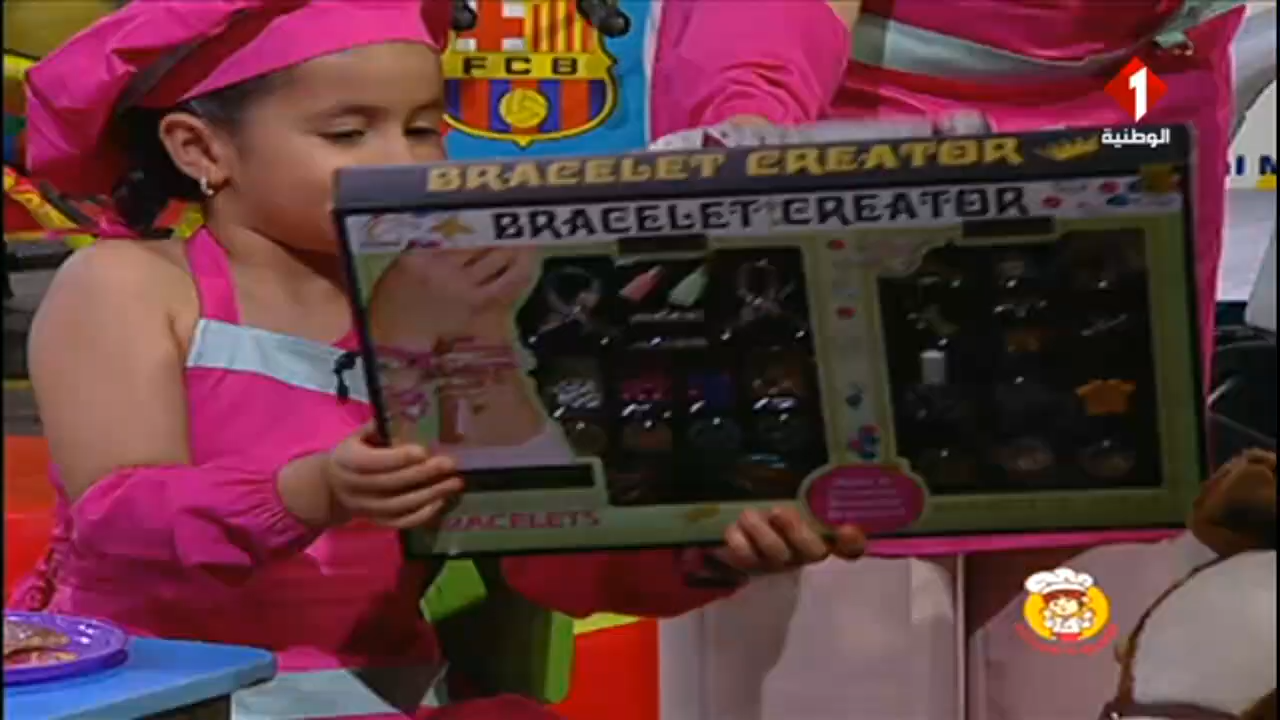 FCB
1
الوطنية
BRACELET CREATOR
BRACELET CREATOR
BRACELETS